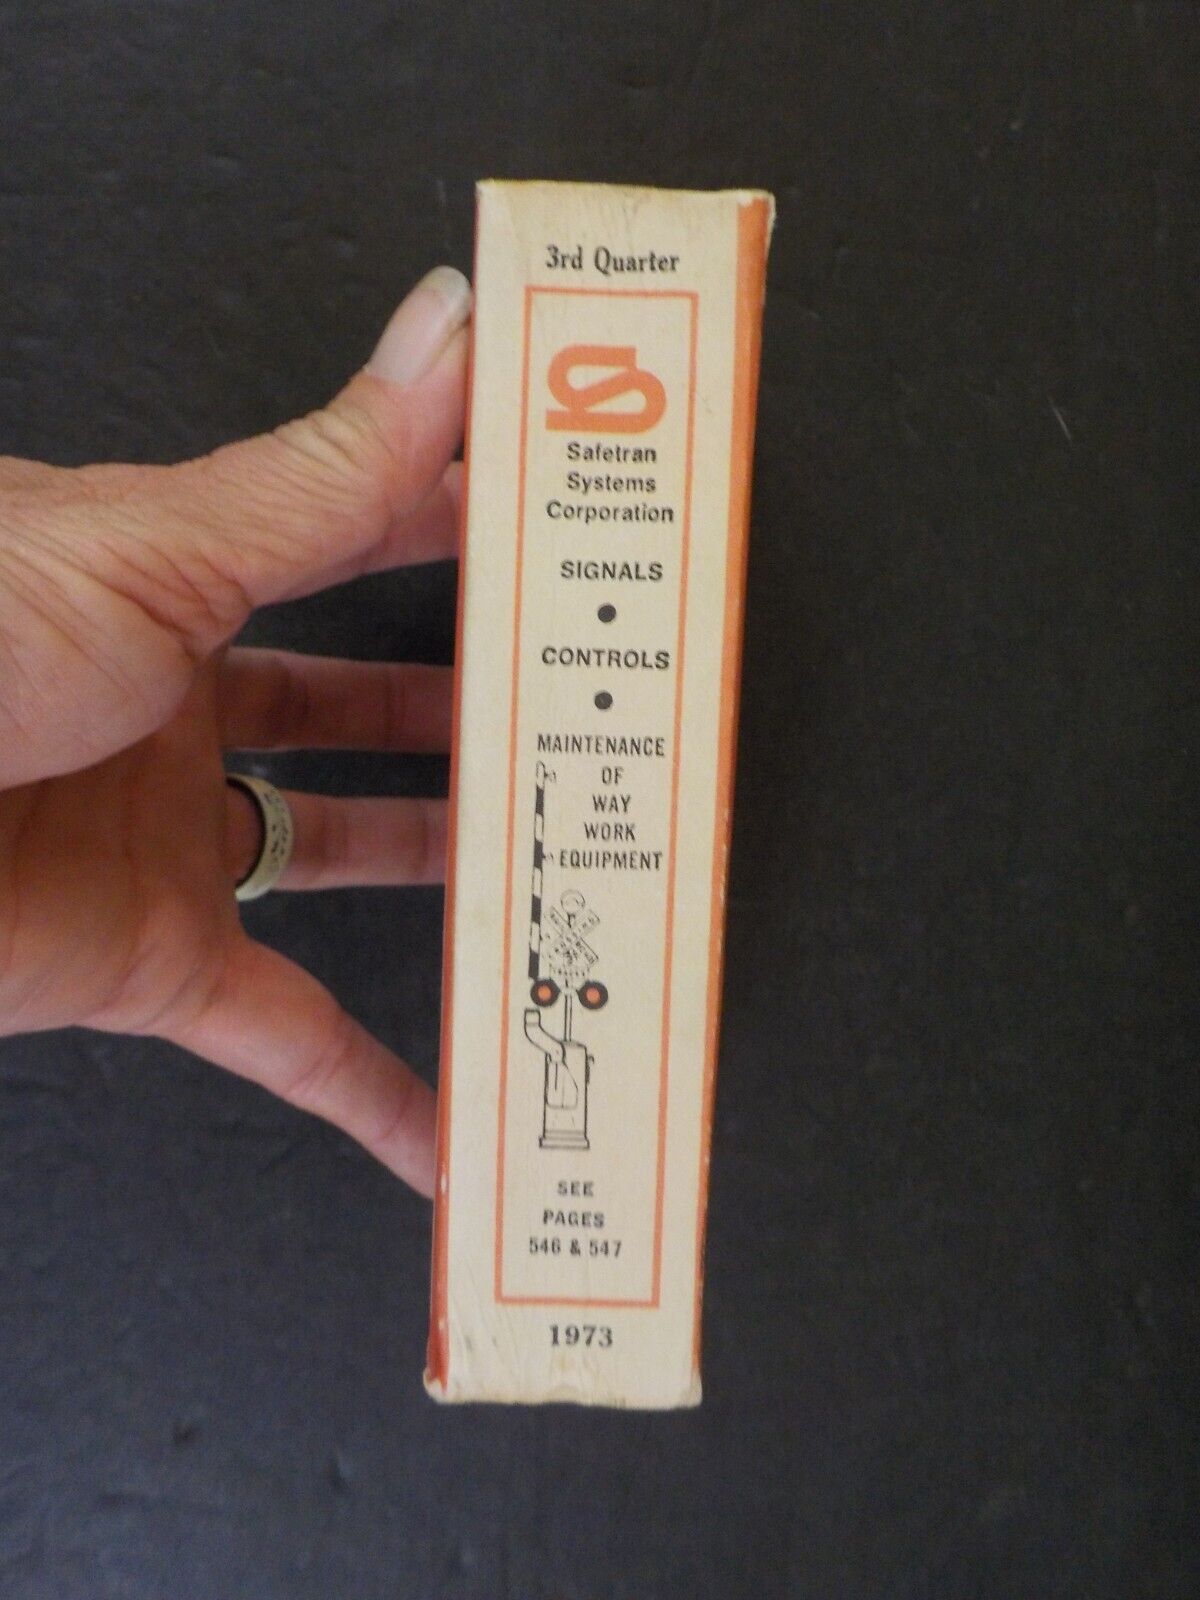 3rd Quarter
Safetran
Systems
Corporation
SIGNALS
•
CONTROLS
•
MAINTENANCE
OF
WAY
WORK
EQUIPMENT
SEE
PAGES
546 & 547
1973